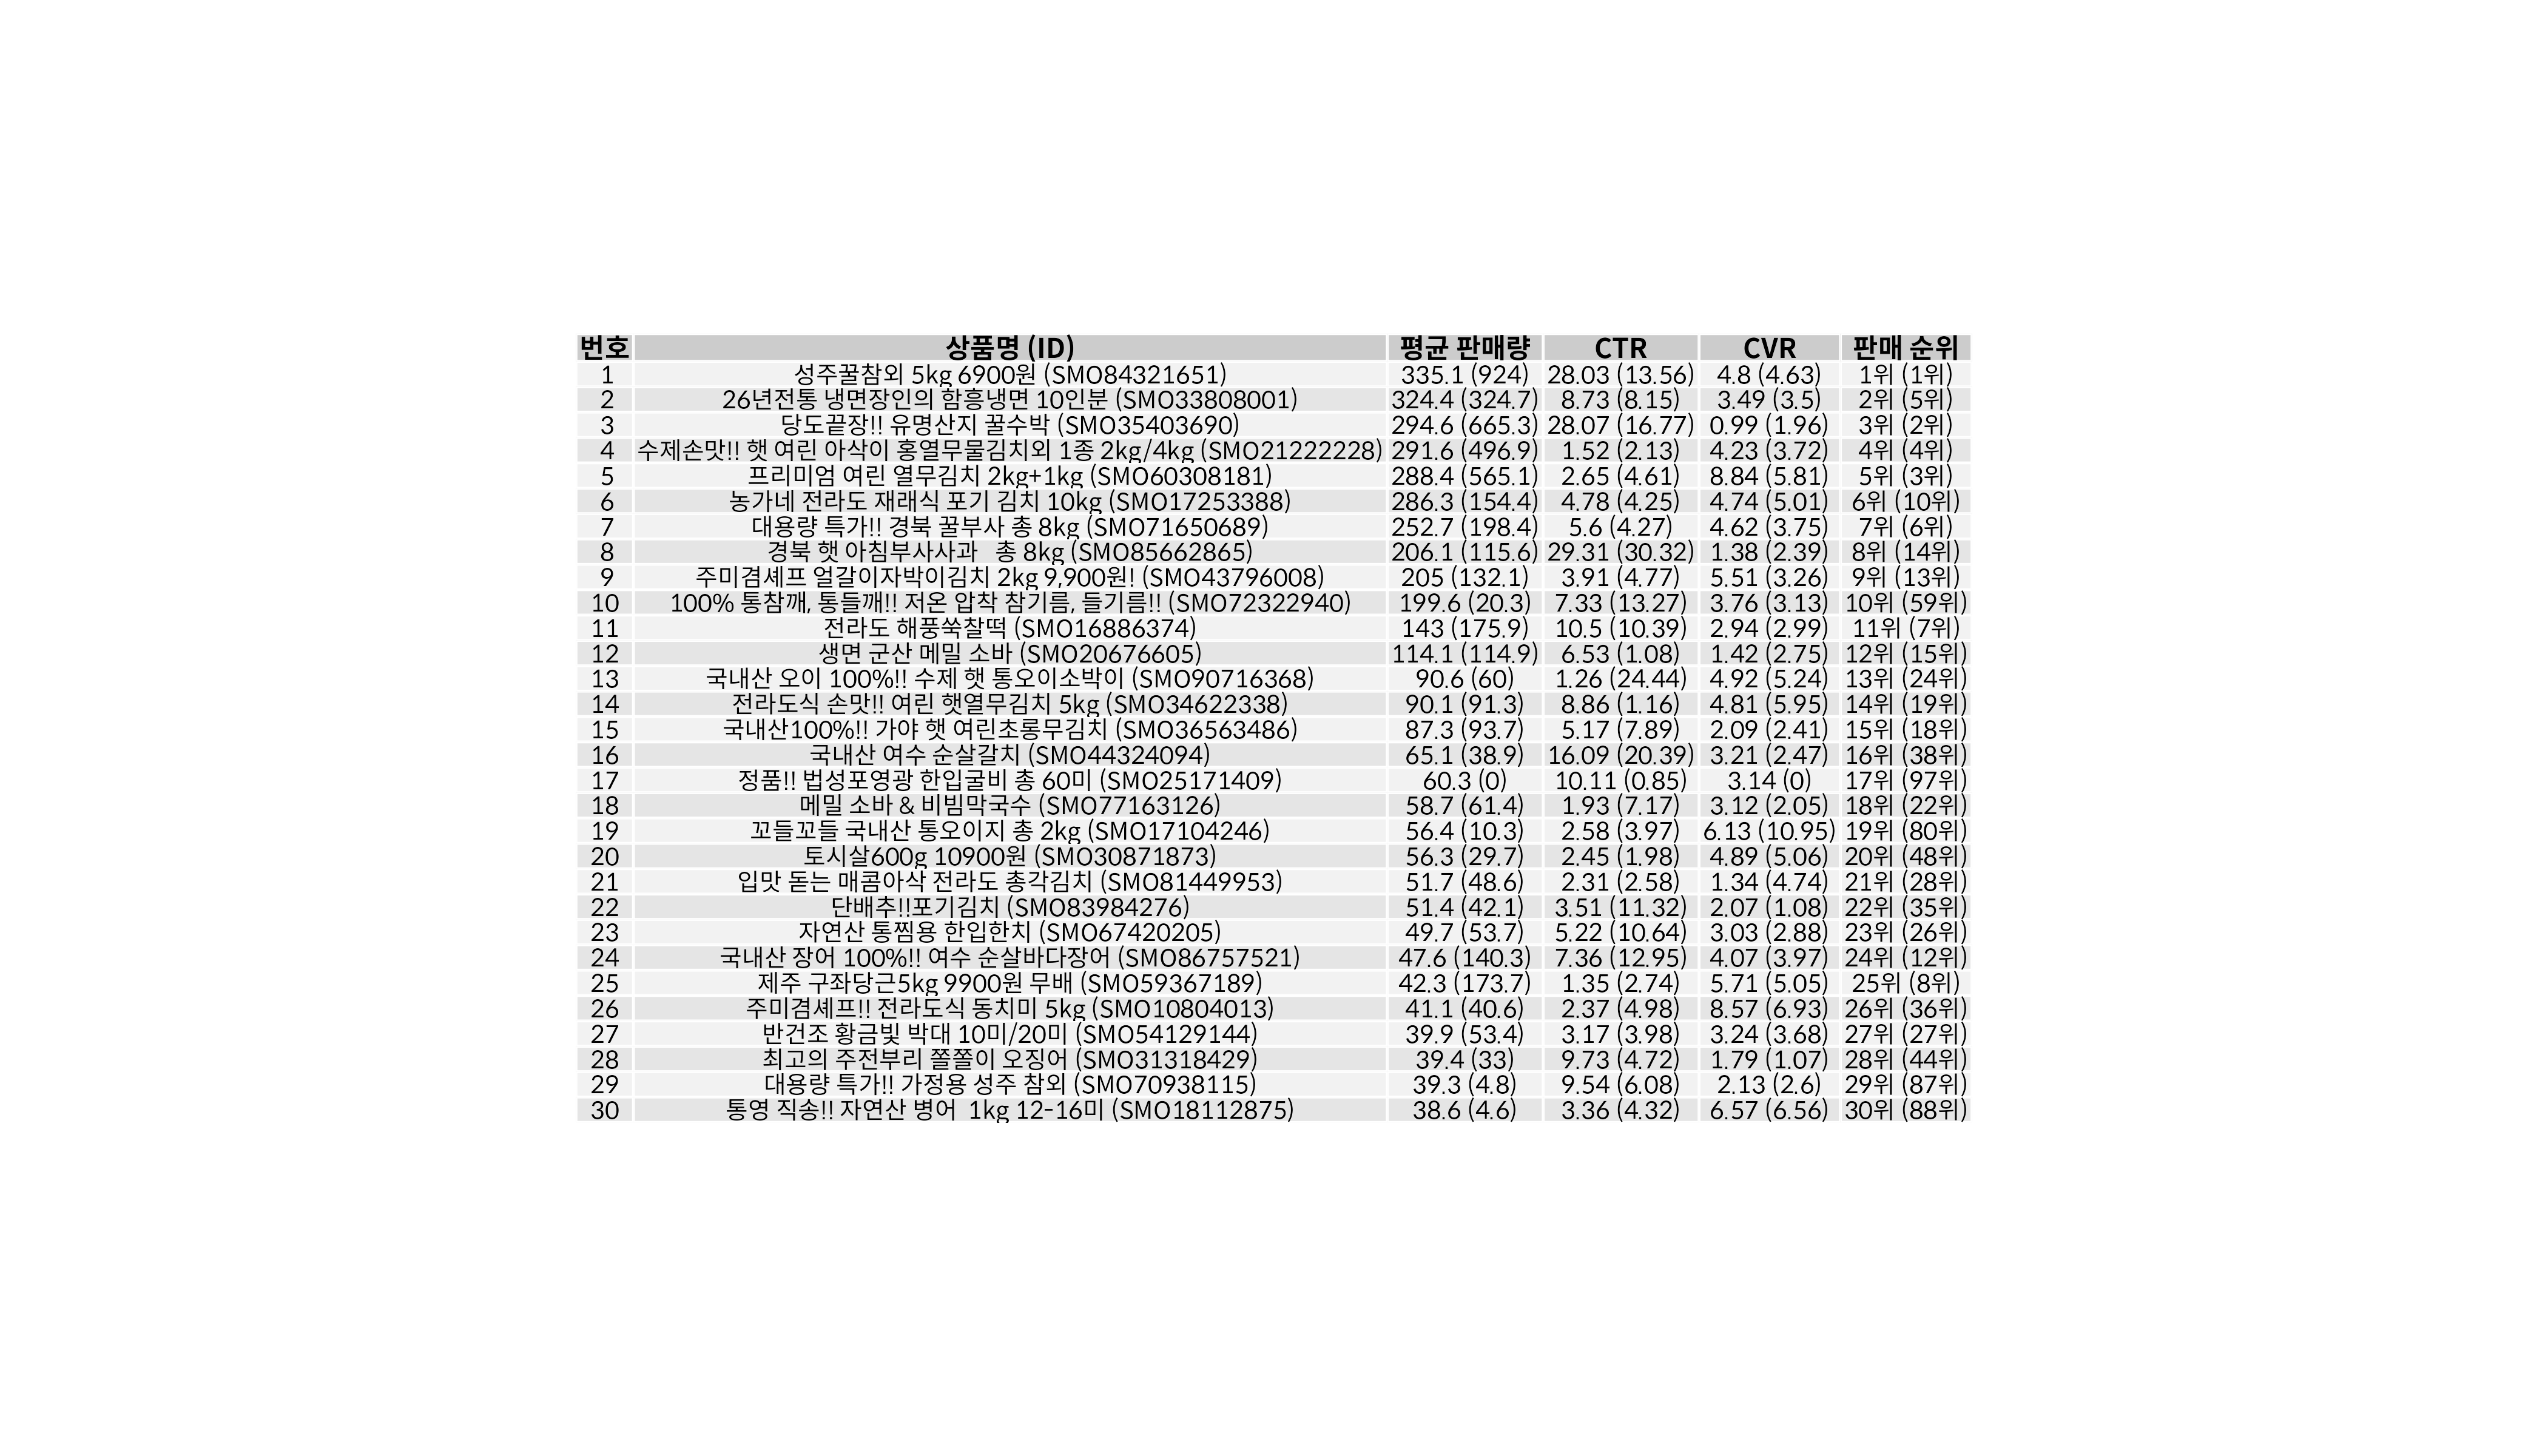 번호 상품명 (ID) 평균 판매량 CTR CVR 판매 순위
1 성주꿀참외 5kg 6900원 (SMO84321651) 335.1 (924) 28.03 (13.56) 4.8 (4.63) 1위 (1위)
2 26년전통 냉면장인의 함흥냉면 10인분 (SMO33808001) 324.4 (324.7) 8.73 (8.15) 3.49 (3.5) 2위 (5위)
3 당도끝장!! 유명산지 꿀수박 (SMO35403690) 294.6 (665.3) 28.07 (16.77) 0.99 (1.96) 3위 (2위)
4 수제손맛!! 햇 여린 아삭이 홍열무물김치외 1종 2kg/4kg (SMO21222228) 291.6 (496.9) 1.52 (2.13) 4.23 (3.72) 4위 (4위)
5 프리미엄 여린 열무김치 2kg+1kg (SMO60308181) 288.4 (565.1) 2.65 (4.61) 8.84 (5.81) 5위 (3위)
6 농가네 전라도 재래식 포기 김치 10kg (SMO17253388) 286.3 (154.4) 4.78 (4.25) 4.74 (5.01) 6위 (10위)
7 대용량 특가!! 경북 꿀부사 총 8kg (SMO71650689) 252.7 (198.4) 5.6 (4.27) 4.62 (3.75) 7위 (6위)
8 경북 햇 아침부사사과   총 8kg (SMO85662865) 206.1 (115.6) 29.31 (30.32) 1.38 (2.39) 8위 (14위)
9 주미겸셰프 얼갈이자박이김치 2kg 9,900원! (SMO43796008) 205 (132.1) 3.91 (4.77) 5.51 (3.26) 9위 (13위)
10 100% 통참깨, 통들깨!! 저온 압착 참기름, 들기름!! (SMO72322940) 199.6 (20.3) 7.33 (13.27) 3.76 (3.13) 10위 (59위)
11 전라도 해풍쑥찰떡 (SMO16886374) 143 (175.9) 10.5 (10.39) 2.94 (2.99) 11위 (7위)
12 생면 군산 메밀 소바 (SMO20676605) 114.1 (114.9) 6.53 (1.08) 1.42 (2.75) 12위 (15위)
13 국내산 오이 100%!! 수제 햇 통오이소박이 (SMO90716368) 90.6 (60) 1.26 (24.44) 4.92 (5.24) 13위 (24위)
14 전라도식 손맛!! 여린 햇열무김치 5kg (SMO34622338) 90.1 (91.3) 8.86 (1.16) 4.81 (5.95) 14위 (19위)
15 국내산100%!! 가야 햇 여린초롱무김치 (SMO36563486) 87.3 (93.7) 5.17 (7.89) 2.09 (2.41) 15위 (18위)
16 국내산 여수 순살갈치 (SMO44324094) 65.1 (38.9) 16.09 (20.39) 3.21 (2.47) 16위 (38위)
17 정품!! 법성포영광 한입굴비 총 60미 (SMO25171409) 60.3 (0) 10.11 (0.85) 3.14 (0) 17위 (97위)
18 메밀 소바 & 비빔막국수 (SMO77163126) 58.7 (61.4) 1.93 (7.17) 3.12 (2.05) 18위 (22위)
19 꼬들꼬들 국내산 통오이지 총 2kg (SMO17104246) 56.4 (10.3) 2.58 (3.97) 6.13 (10.95) 19위 (80위)
20 토시살600g 10900원 (SMO30871873) 56.3 (29.7) 2.45 (1.98) 4.89 (5.06) 20위 (48위)
21 입맛 돋는 매콤아삭 전라도 총각김치 (SMO81449953) 51.7 (48.6) 2.31 (2.58) 1.34 (4.74) 21위 (28위)
22 단배추!!포기김치 (SMO83984276) 51.4 (42.1) 3.51 (11.32) 2.07 (1.08) 22위 (35위)
23 자연산 통찜용 한입한치 (SMO67420205) 49.7 (53.7) 5.22 (10.64) 3.03 (2.88) 23위 (26위)
24 국내산 장어 100%!! 여수 순살바다장어 (SMO86757521) 47.6 (140.3) 7.36 (12.95) 4.07 (3.97) 24위 (12위)
25 제주 구좌당근5kg 9900원 무배 (SMO59367189) 42.3 (173.7) 1.35 (2.74) 5.71 (5.05) 25위 (8위)
26 주미겸셰프!! 전라도식 동치미 5kg (SMO10804013) 41.1 (40.6) 2.37 (4.98) 8.57 (6.93) 26위 (36위)
27 반건조 황금빛 박대 10미/20미 (SMO54129144) 39.9 (53.4) 3.17 (3.98) 3.24 (3.68) 27위 (27위)
28 최고의 주전부리 쫄쫄이 오징어 (SMO31318429) 39.4 (33) 9.73 (4.72) 1.79 (1.07) 28위 (44위)
29 대용량 특가!! 가정용 성주 참외 (SMO70938115) 39.3 (4.8) 9.54 (6.08) 2.13 (2.6) 29위 (87위)
30 통영 직송!! 자연산 병어  1kg 12-16미 (SMO18112875) 38.6 (4.6) 3.36 (4.32) 6.57 (6.56) 30위 (88위)